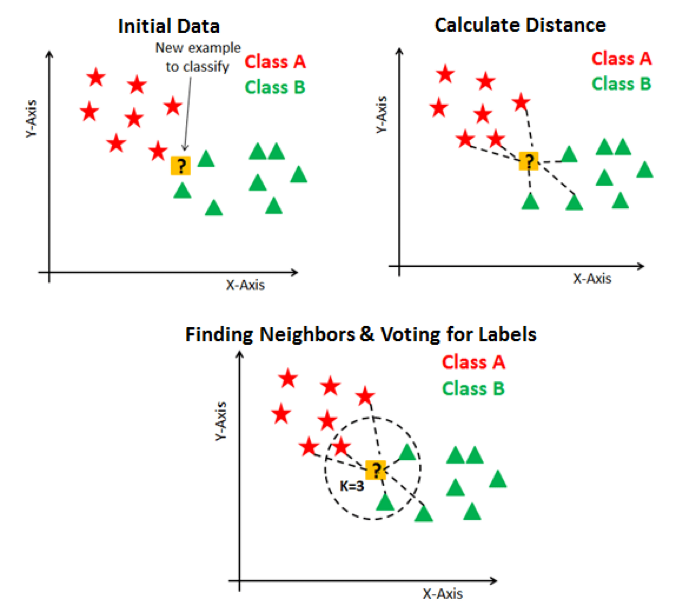 Initial Data
New example
to classify
Class A
Class B
Y-Axis
?
X-Axis
Calculate Distance
Class A
Class B
Y-Axis
?
X-Axis
Finding Neighbors & Voting for Labels
Class A
Class B
Y-Axis
?
K=3
X-Axis